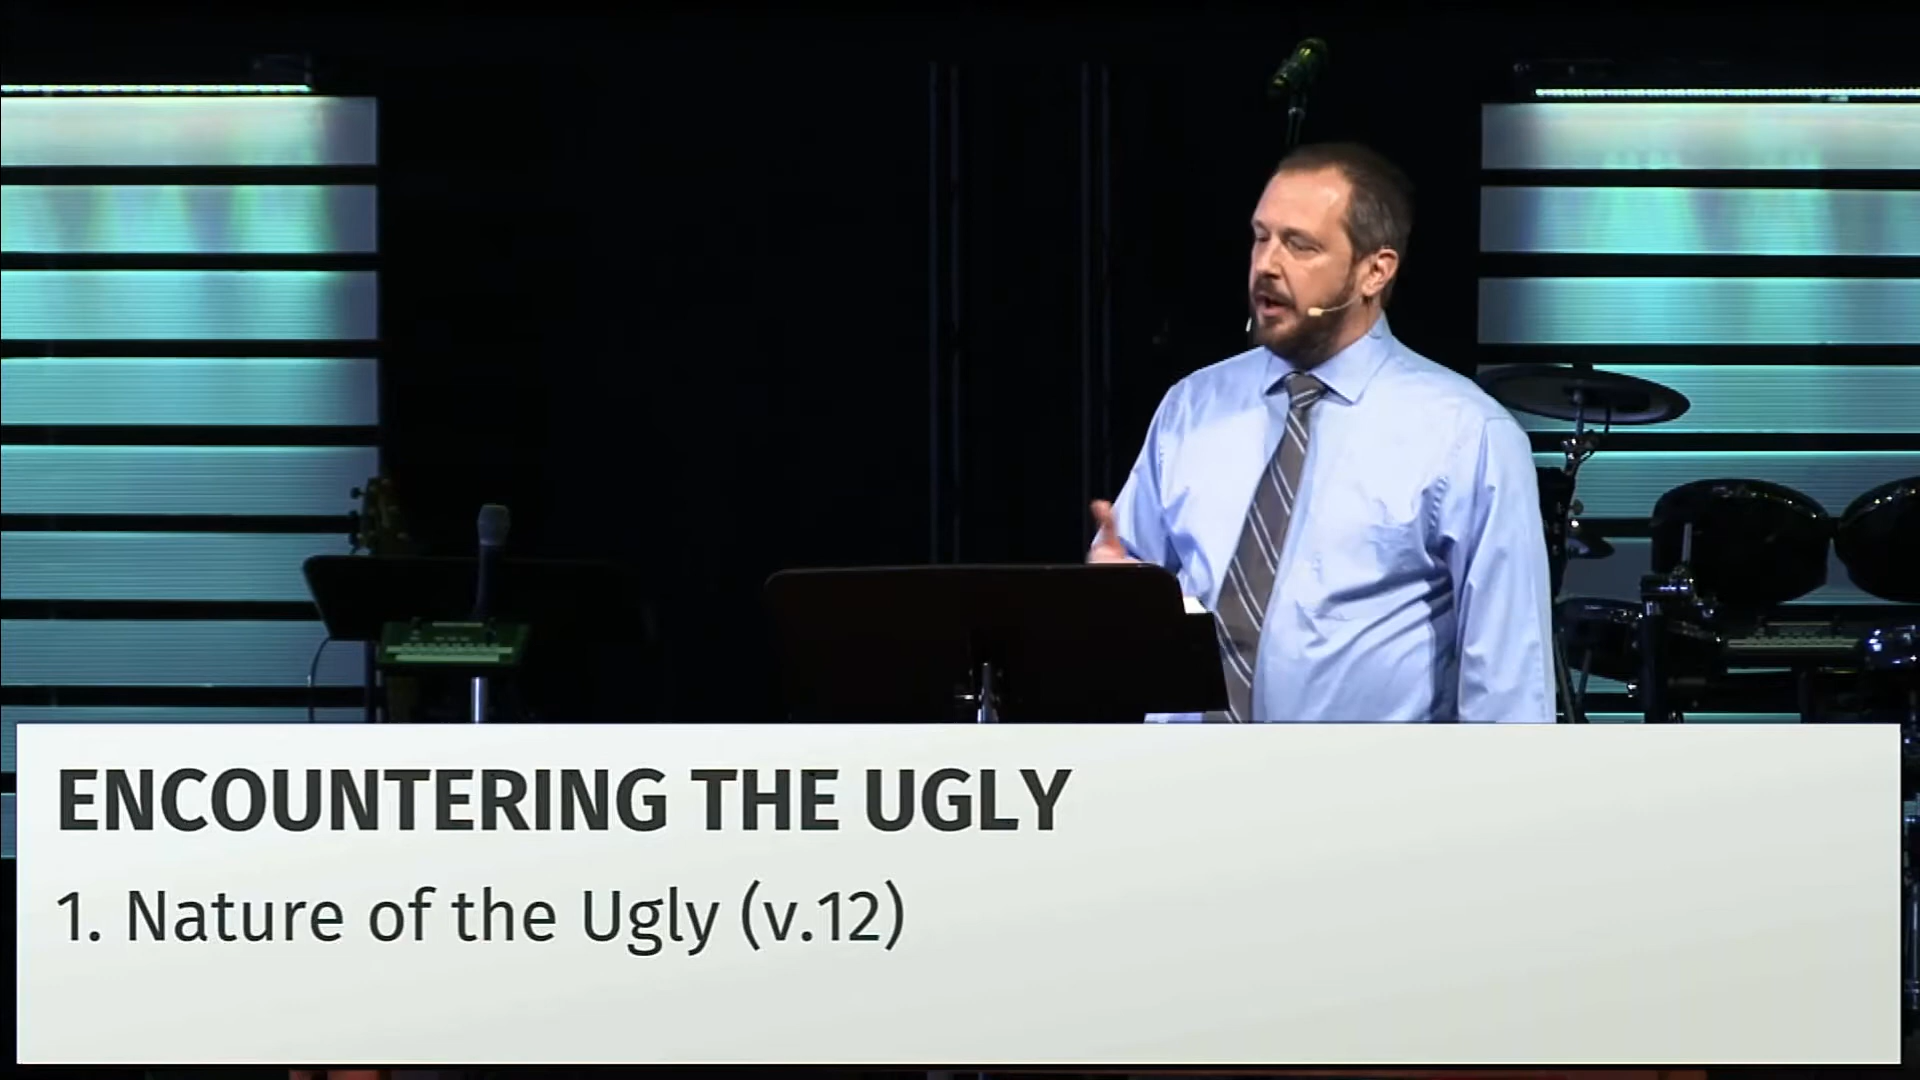 ENCOUNTERING THE UGLY
1. Nature of the Ugly (v.12)